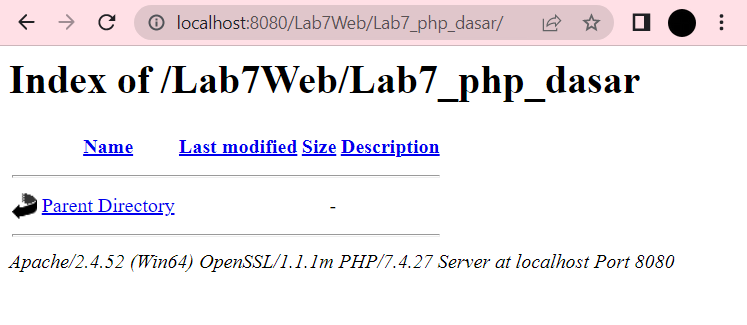 localhost:8080/Lab7Web/Lab7_php_dasar/
Index of /Lab7Web/Lab7_php_dasar
Name Last modified Size Description
Parent Directory -
Apache/2.4.52 (Win64) OpenSSL/1.1.1m PHP/7.4.27 Server at localhost Port 8080